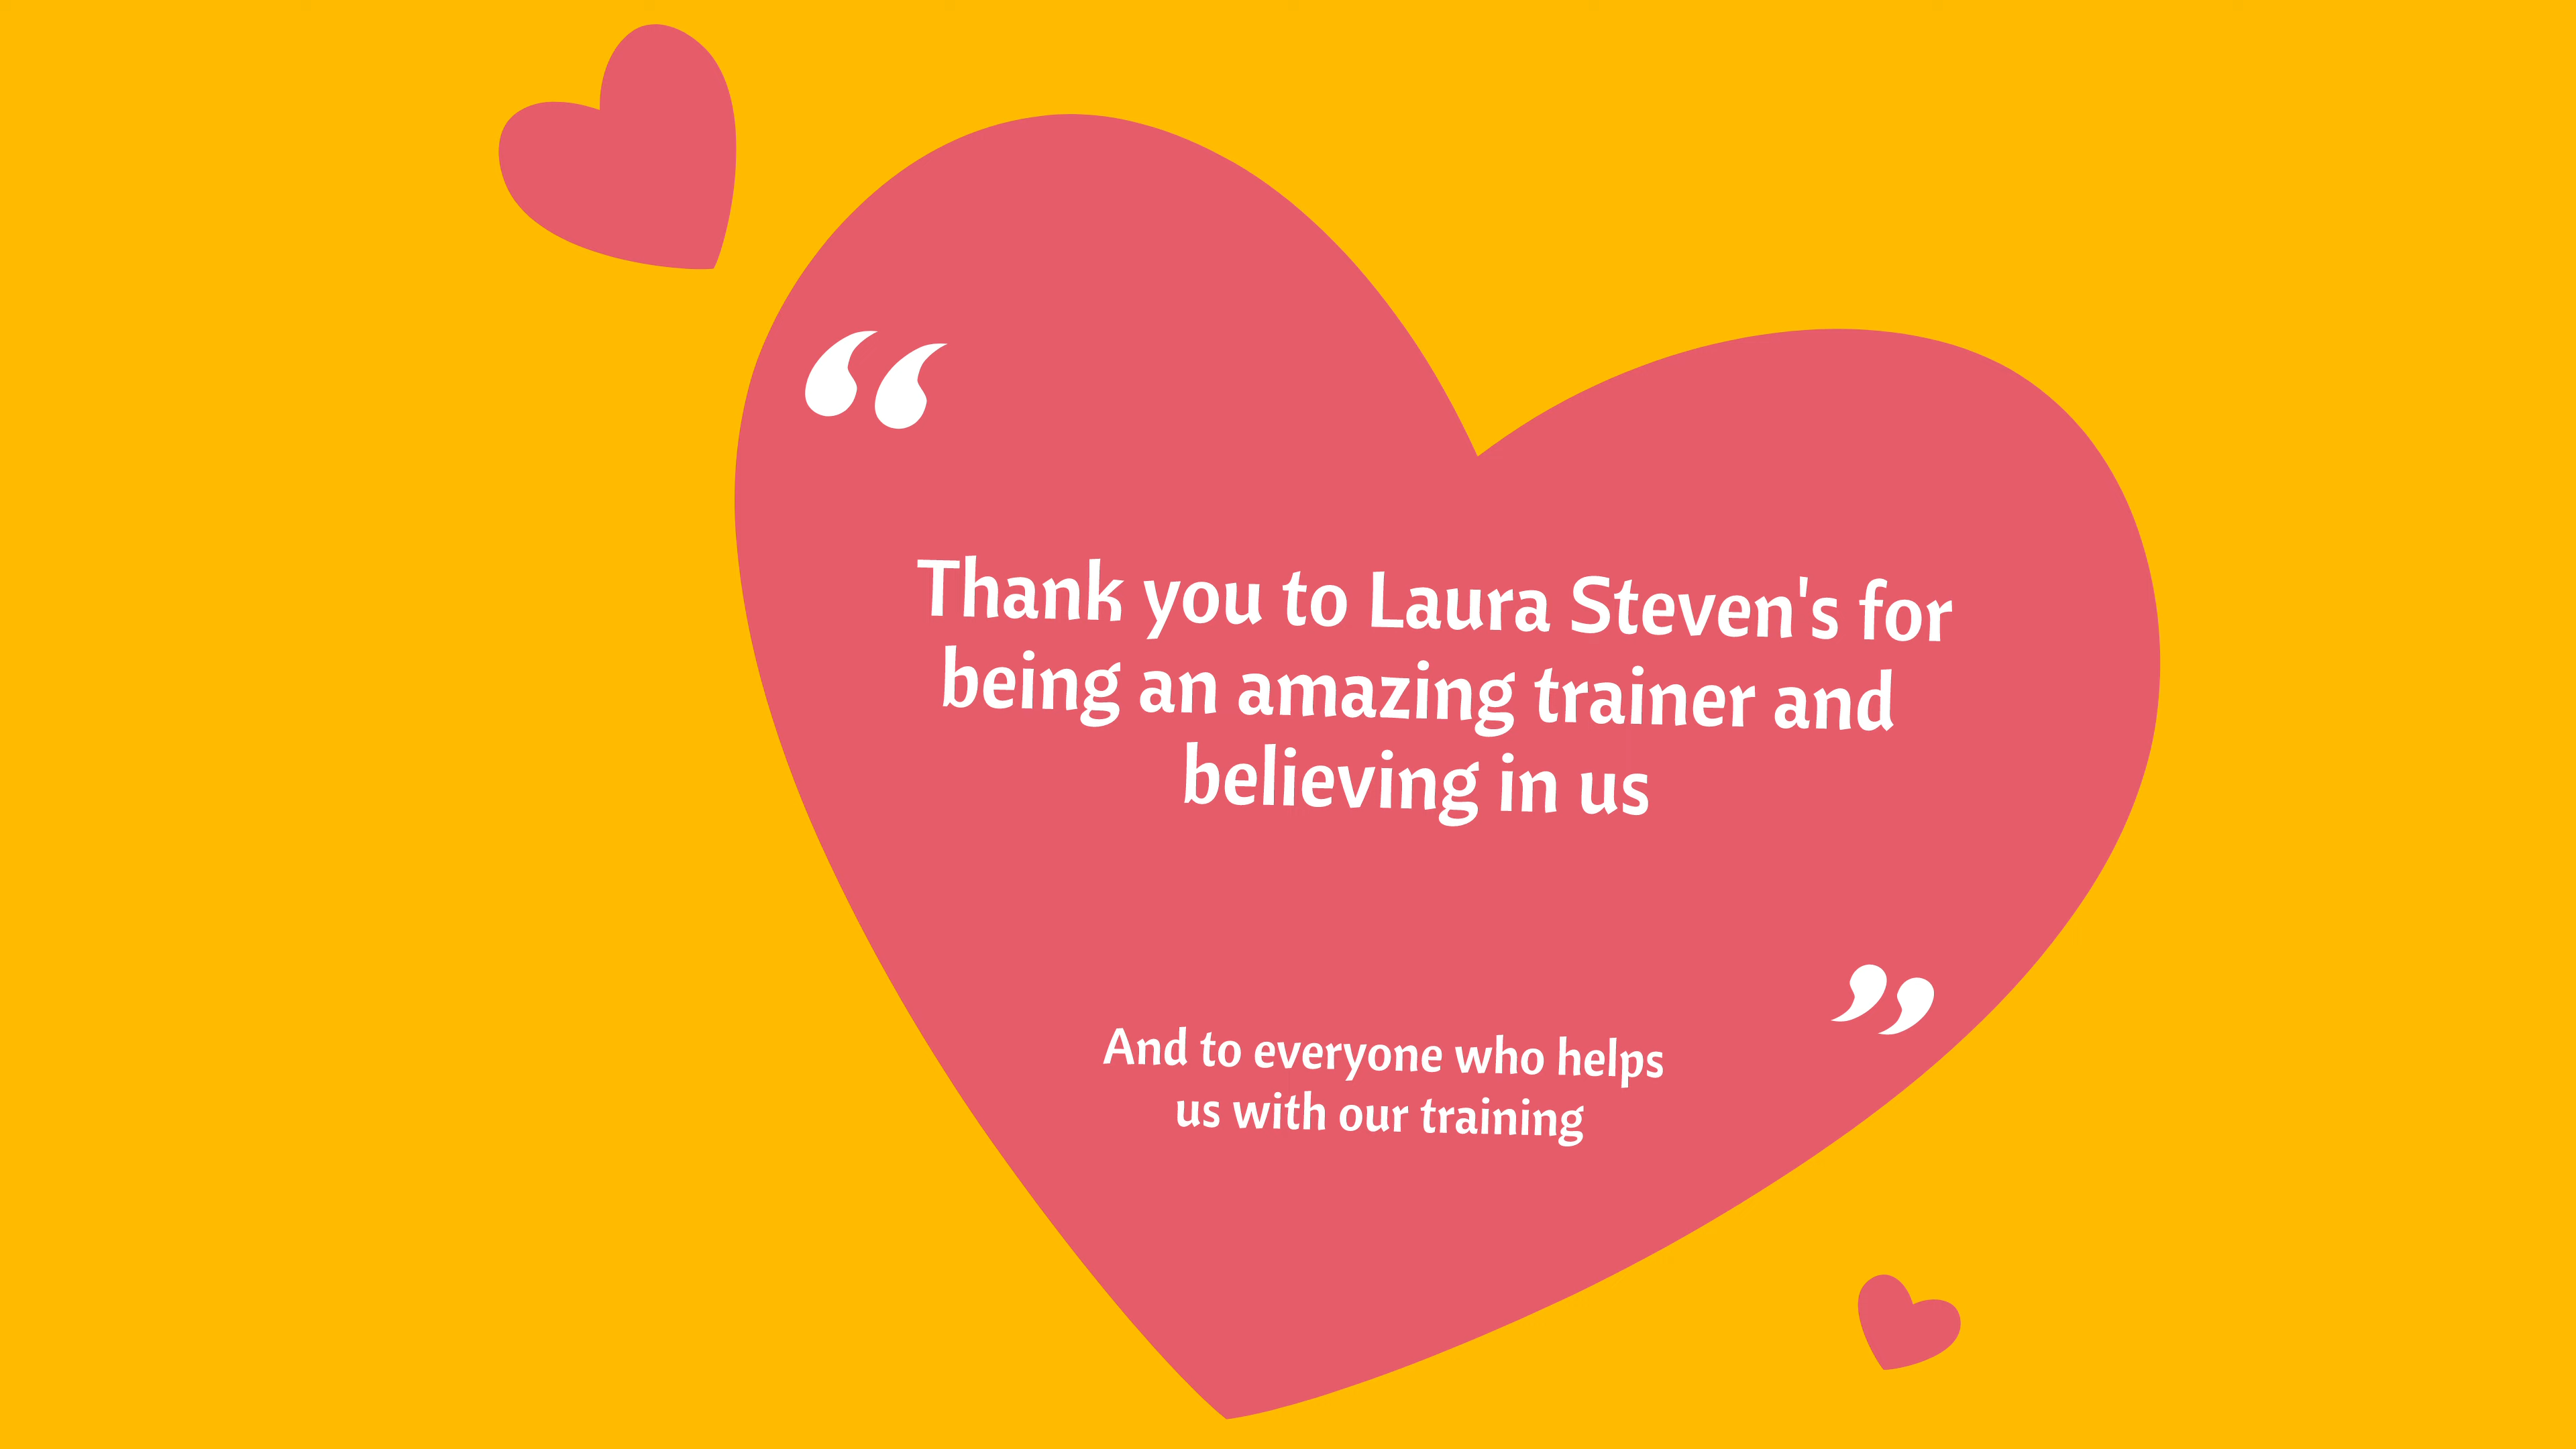 “
Thank you to Laura Steven's for
being an amazing trainer and
believing in us
”
And to everyone who helps
us with our training